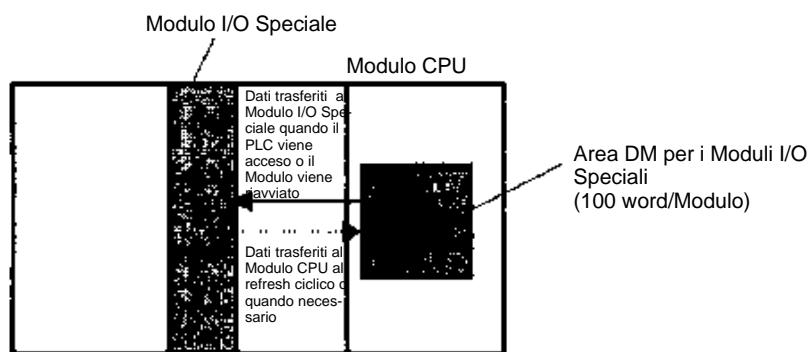 Modulo I/O Speciale
Modulo CPU
Dati trasferiti a
Modulo I/O Spe-
ciale quando il
PLC viene
acceso o il
Modulo viene
riavviato
Area DM per i Moduli I/O
Speciali
(100 word/Modulo)
Dati trasferiti al
Modulo CPU al
refresh ciclico o
quando neces-
sario